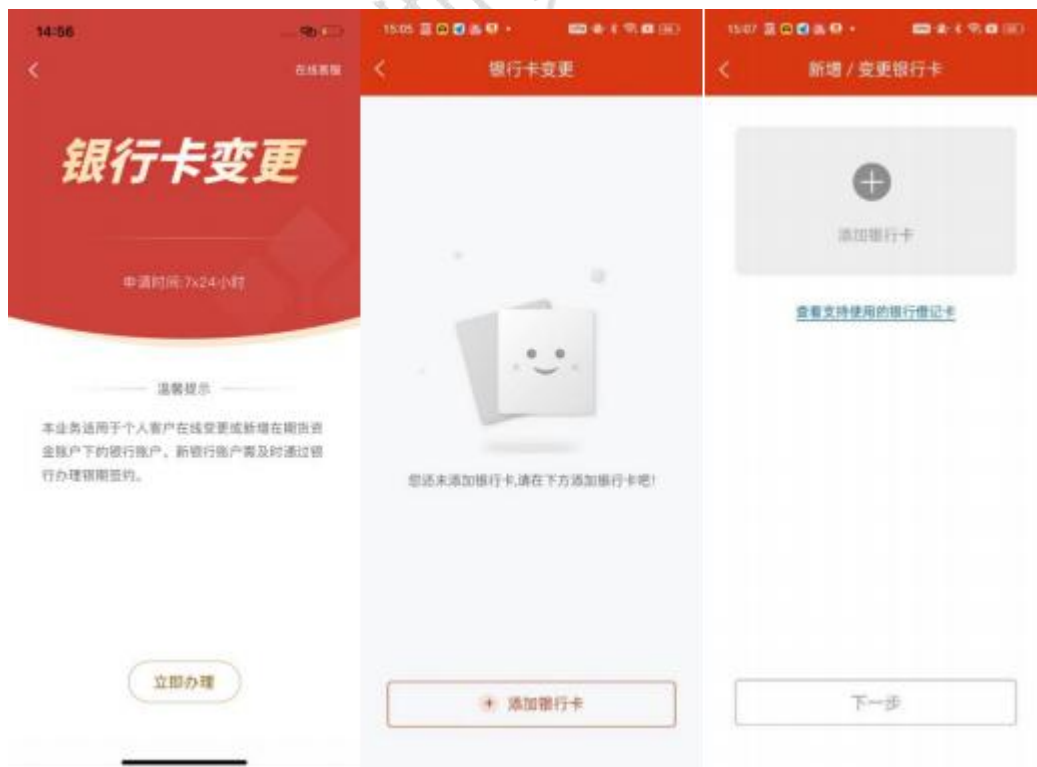 14:56
在线客服
银行卡变更
申请时间:7x24小时
温馨提示
本业务适用于个人客户在线变更或新增在期货资
金账户下的银行账户，新银行账户需及时通过银
行办理银期签约。
立即办理
15:05
银行卡变更
您还未添加银行卡,请在下方添加银行卡吧!
+ 添加银行卡
15:07
新增 / 变更银行卡
添加银行卡
查看支持使用的银行借记卡
下一步